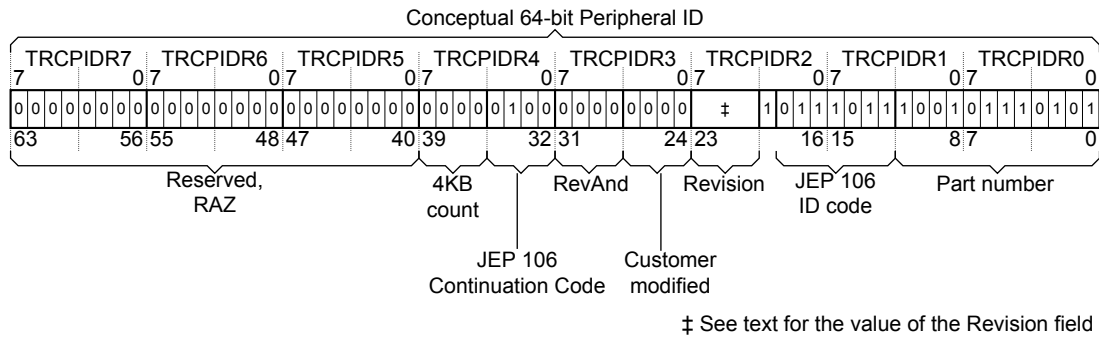 Conceptual 64-bit Peripheral ID
TRCPIDR7 TRCPIDR6 TRCPIDR5 TRCPIDR4 TRCPIDR3 TRCPIDR2 TRCPIDR1 TRCPIDR0
7 0 7 0 7 0 7 0 7 0 7 0 7 0 7 0
0 0 0 0 0 0 0 0 0 0 0 0 0 0 0 0 0 0 0 0 0 0 0 0 0 0 0 0 0 1 0 0 0 0 0 0 0 0 0 0 ‡ 1 0 1 1 1 0 1 1 1 0 0 1 0 1 1 1 0 1 0 1
63 56 55 48 47 40 39 32 31 24 23 16 15 8 7 0
Reserved, RAZ
4KB count
RevAnd
Revision
JEP 106 ID code
Part number
JEP 106 Continuation Code
Customer modified
‡ See text for the value of the Revision field